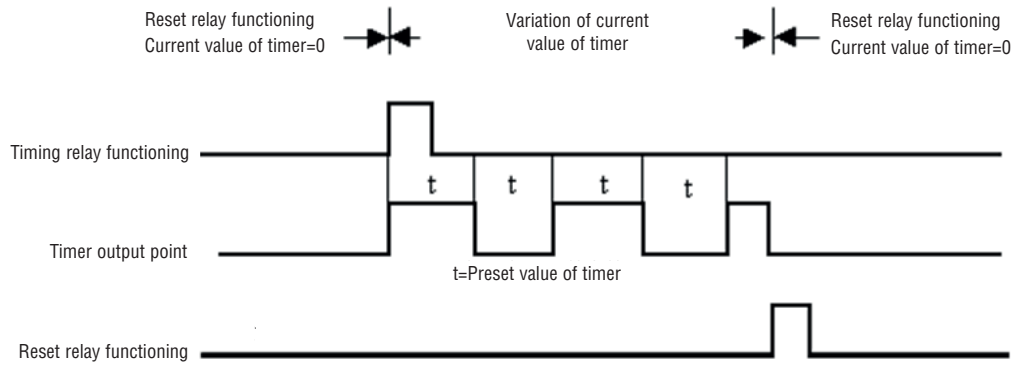 Reset relay functioning
Current value of timer=0
Variation of current
value of timer
Reset relay functioning
Current value of timer=0
Timing relay functioning
t
t
t
t
Timer output point
t=Preset value of timer
Reset relay functioning